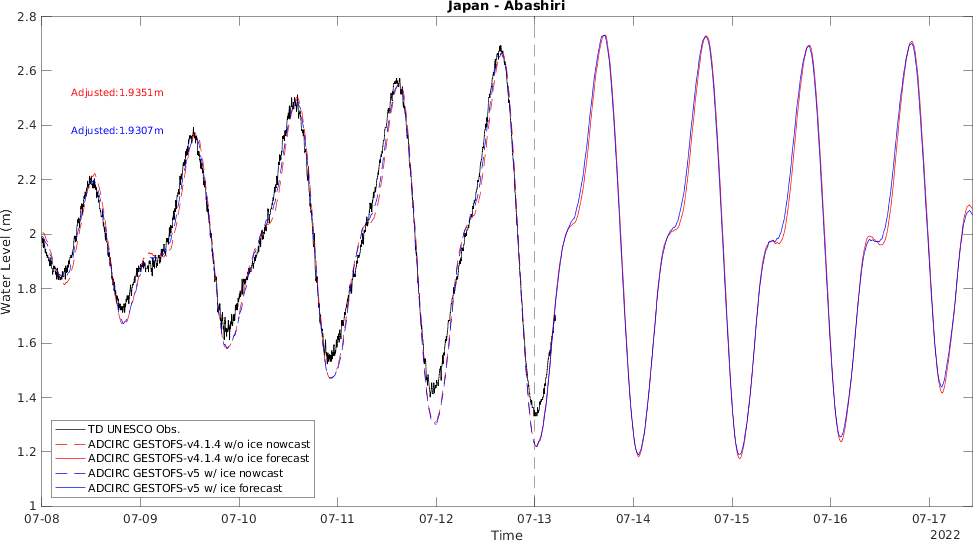 Japan - Abashiri
2.8
2.6
2.4
2.2
2
1.8
1.6
1.4
1.2
1
Water Level (m)
Adjusted:1.9351m
Adjusted:1.9307m
TD UNESCO Obs.
ADCIRC GESTOFS-v4.1.4 w/o ice nowcast
ADCIRC GESTOFS-v4.1.4 w/o ice forecast
ADCIRC GESTOFS-v5 w/ ice nowcast
ADCIRC GESTOFS-v5 w/ ice forecast
07-08 07-09 07-10 07-11 07-12 07-13 07-14 07-15 07-16 07-17
Time
2022